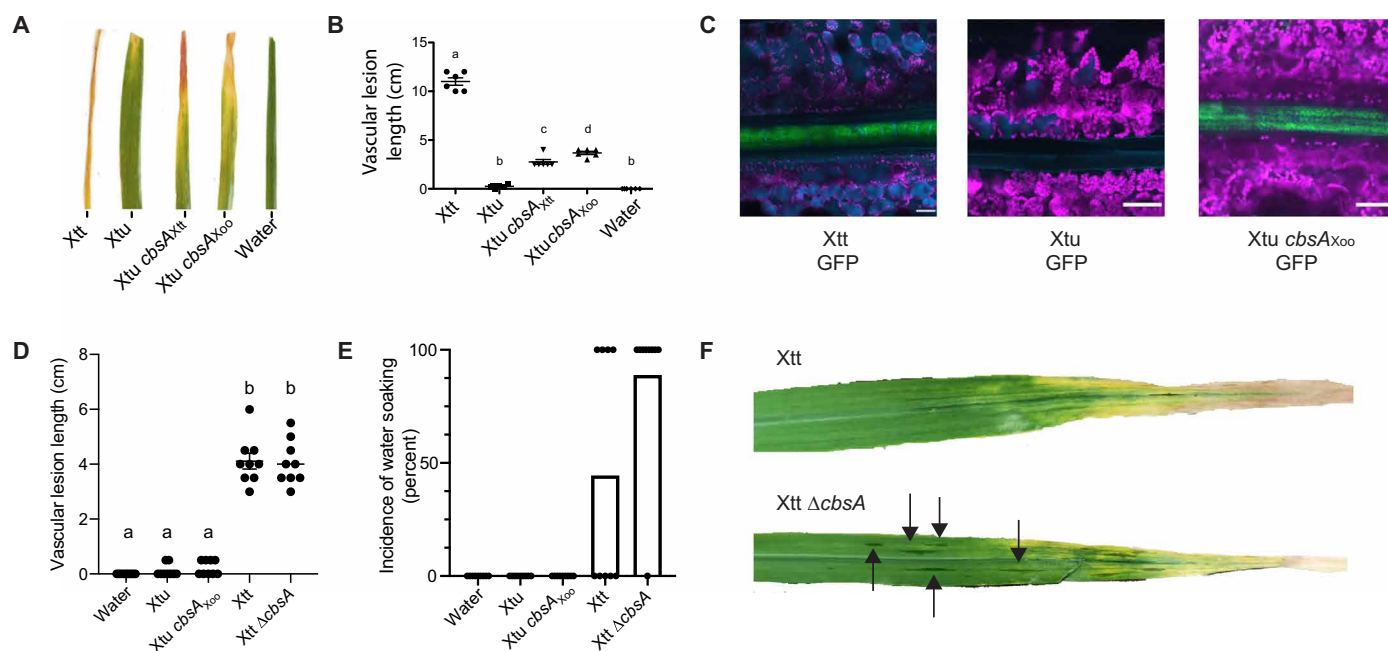 A
Xtt
Xtu
Xtu cbsAXtt
Xtu cbsAXoo
Water
B
Vascular lesion
length (cm)
15
10
5
0
a
b
c
d
b
Xtt
Xtu
Xtu cbsAXtt
Xtu cbsAXoo
Water
C
Xtt
GFP
Xtu
GFP
Xtu cbsAXoo
GFP
D
Vascular lesion length (cm)
8
6
4
2
0
a
a
a
b
b
Water
Xtu
Xtu cbsAXoo
Xtt
Xtt ΔcbsA
E
Incidence of water soaking
(percent)
100
50
0
Water
Xtu
Xtu cbsAXoo
Xtt
Xtt ΔcbsA
F
Xtt
Xtt ΔcbsA